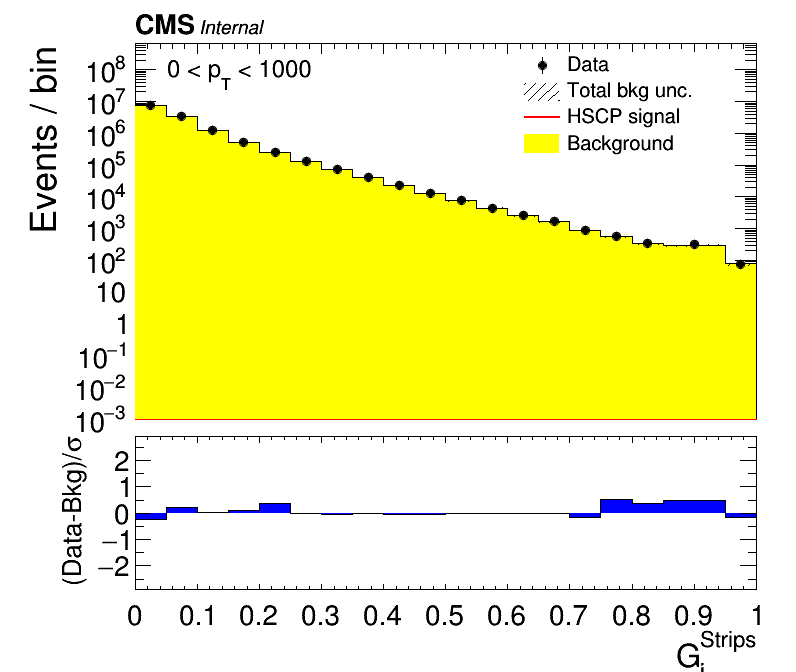 CMS Internal
0 < p_T < 1000
Data
Total bkg unc.
HSCP signal
Background
Events / bin
10^8
10^7
10^6
10^5
10^4
10^3
10^2
10
1
10^−1
10^−2
10^−3
(Data-Bkg)/σ
2
1
0
−1
−2
0 0.1 0.2 0.3 0.4 0.5 0.6 0.7 0.8 0.9 1
G_i^Strips